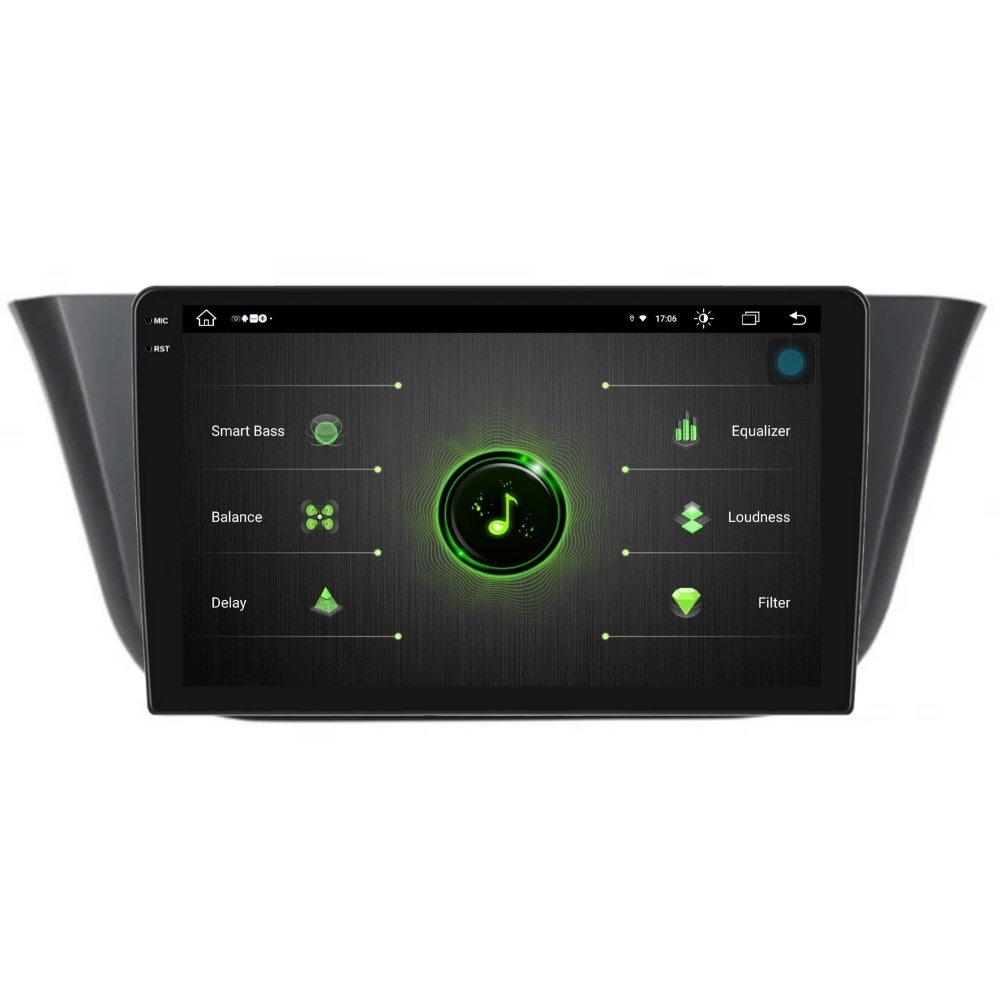 MIC
17:06
RST
Smart Bass
Equalizer
Balance
Loudness
Delay
Filter